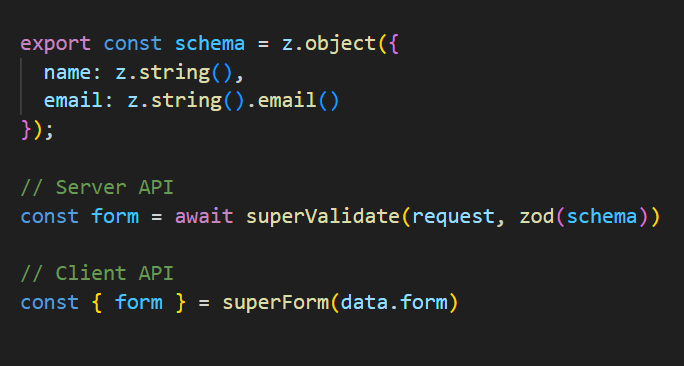 export const schema = z.object({
  name: z.string(),
  email: z.string().email()
});

// Server API
const form = await superValidate(request, zod(schema))

// Client API
const { form } = superForm(data.form)